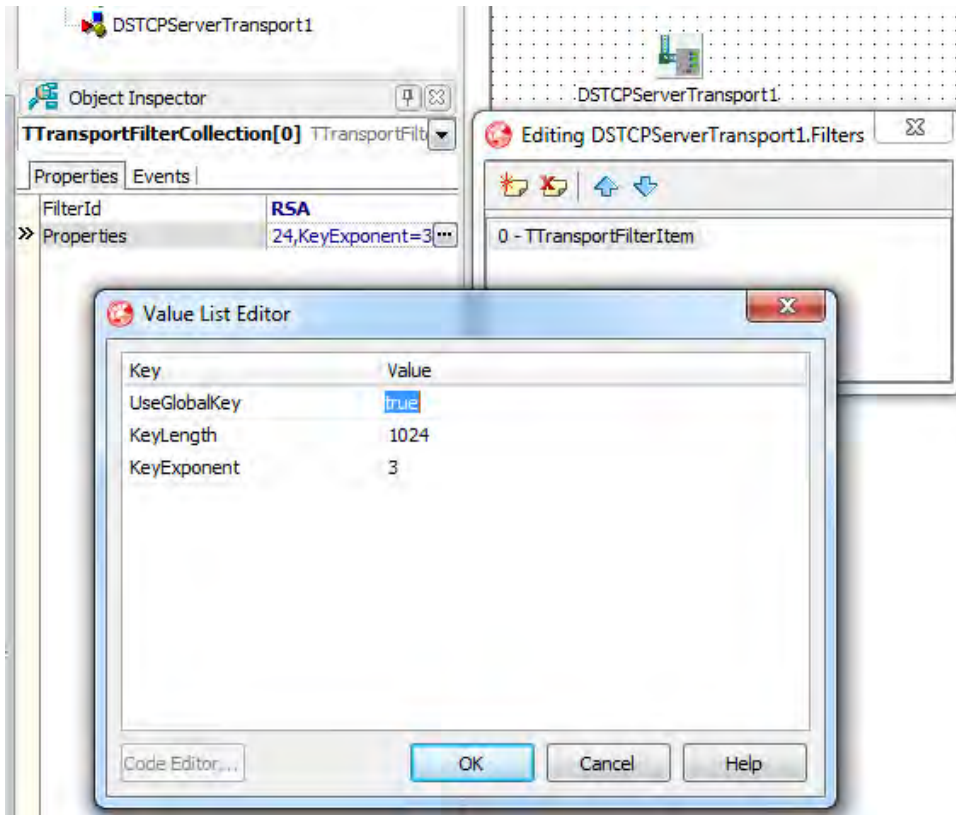 DSTCPServerTransport1
DSTCPServerTransport1
Object Inspector
TTransportFilterCollection[0] TTransportFilt
Properties Events
FilterId RSA
Properties 24,KeyExponent=3 ...
Editing DSTCPServerTransport1.Filters
0 - TTransportFilterItem
Value List Editor
Key Value
UseGlobalKey true
KeyLength 1024
KeyExponent 3
Code Editor... OK Cancel Help